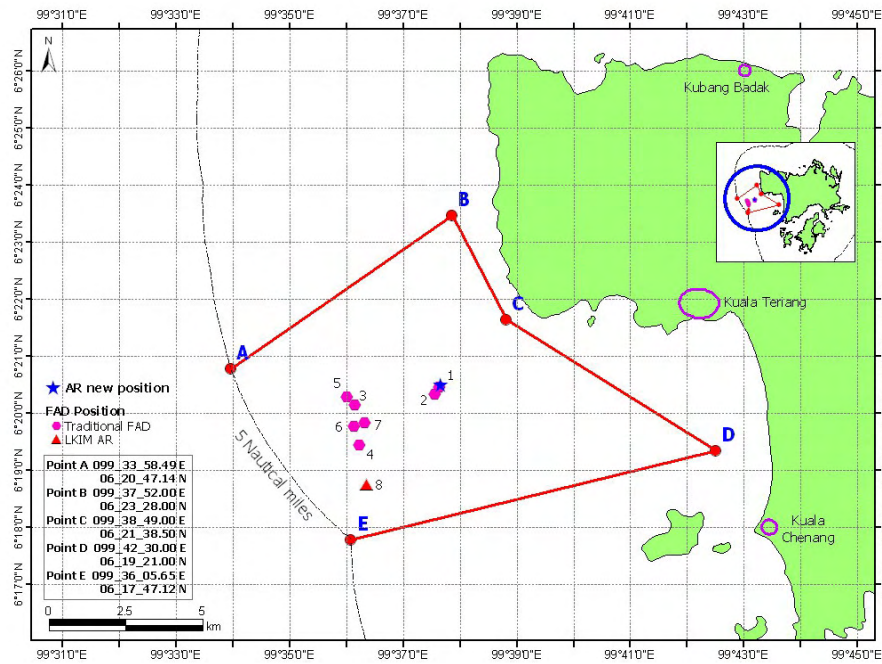 99°31'0"E 99°33'0"E 99°35'0"E 99°37'0"E 99°39'0"E 99°41'0"E 99°43'0"E 99°45'0"E
N
6°26'0"N
6°25'0"N
6°24'0"N
6°23'0"N
6°22'0"N
6°21'0"N
6°20'0"N
6°19'0"N
6°18'0"N
6°17'0"N
Kubang Badak
B
C
Kuala Teriang
A
5
3
1
2
6
7
4
8
D
E
Kuala
Chenang
5 Nautical miles
AR new position
FAD Position
Traditional FAD
LKIM AR
Point A 099_33_58.49 E
06_20_47.14 N
Point B 099_37_52.00 E
06_23_28.00 N
Point C 099_38_49.00 E
06_21_38.50 N
Point D 099_42_30.00 E
06_19_21.00 N
Point E 099_36_05.65 E
06_17_47.12 N
0 2.5 5
km
99°31'0"E 99°33'0"E 99°35'0"E 99°37'0"E 99°39'0"E 99°41'0"E 99°43'0"E 99°45'0"E